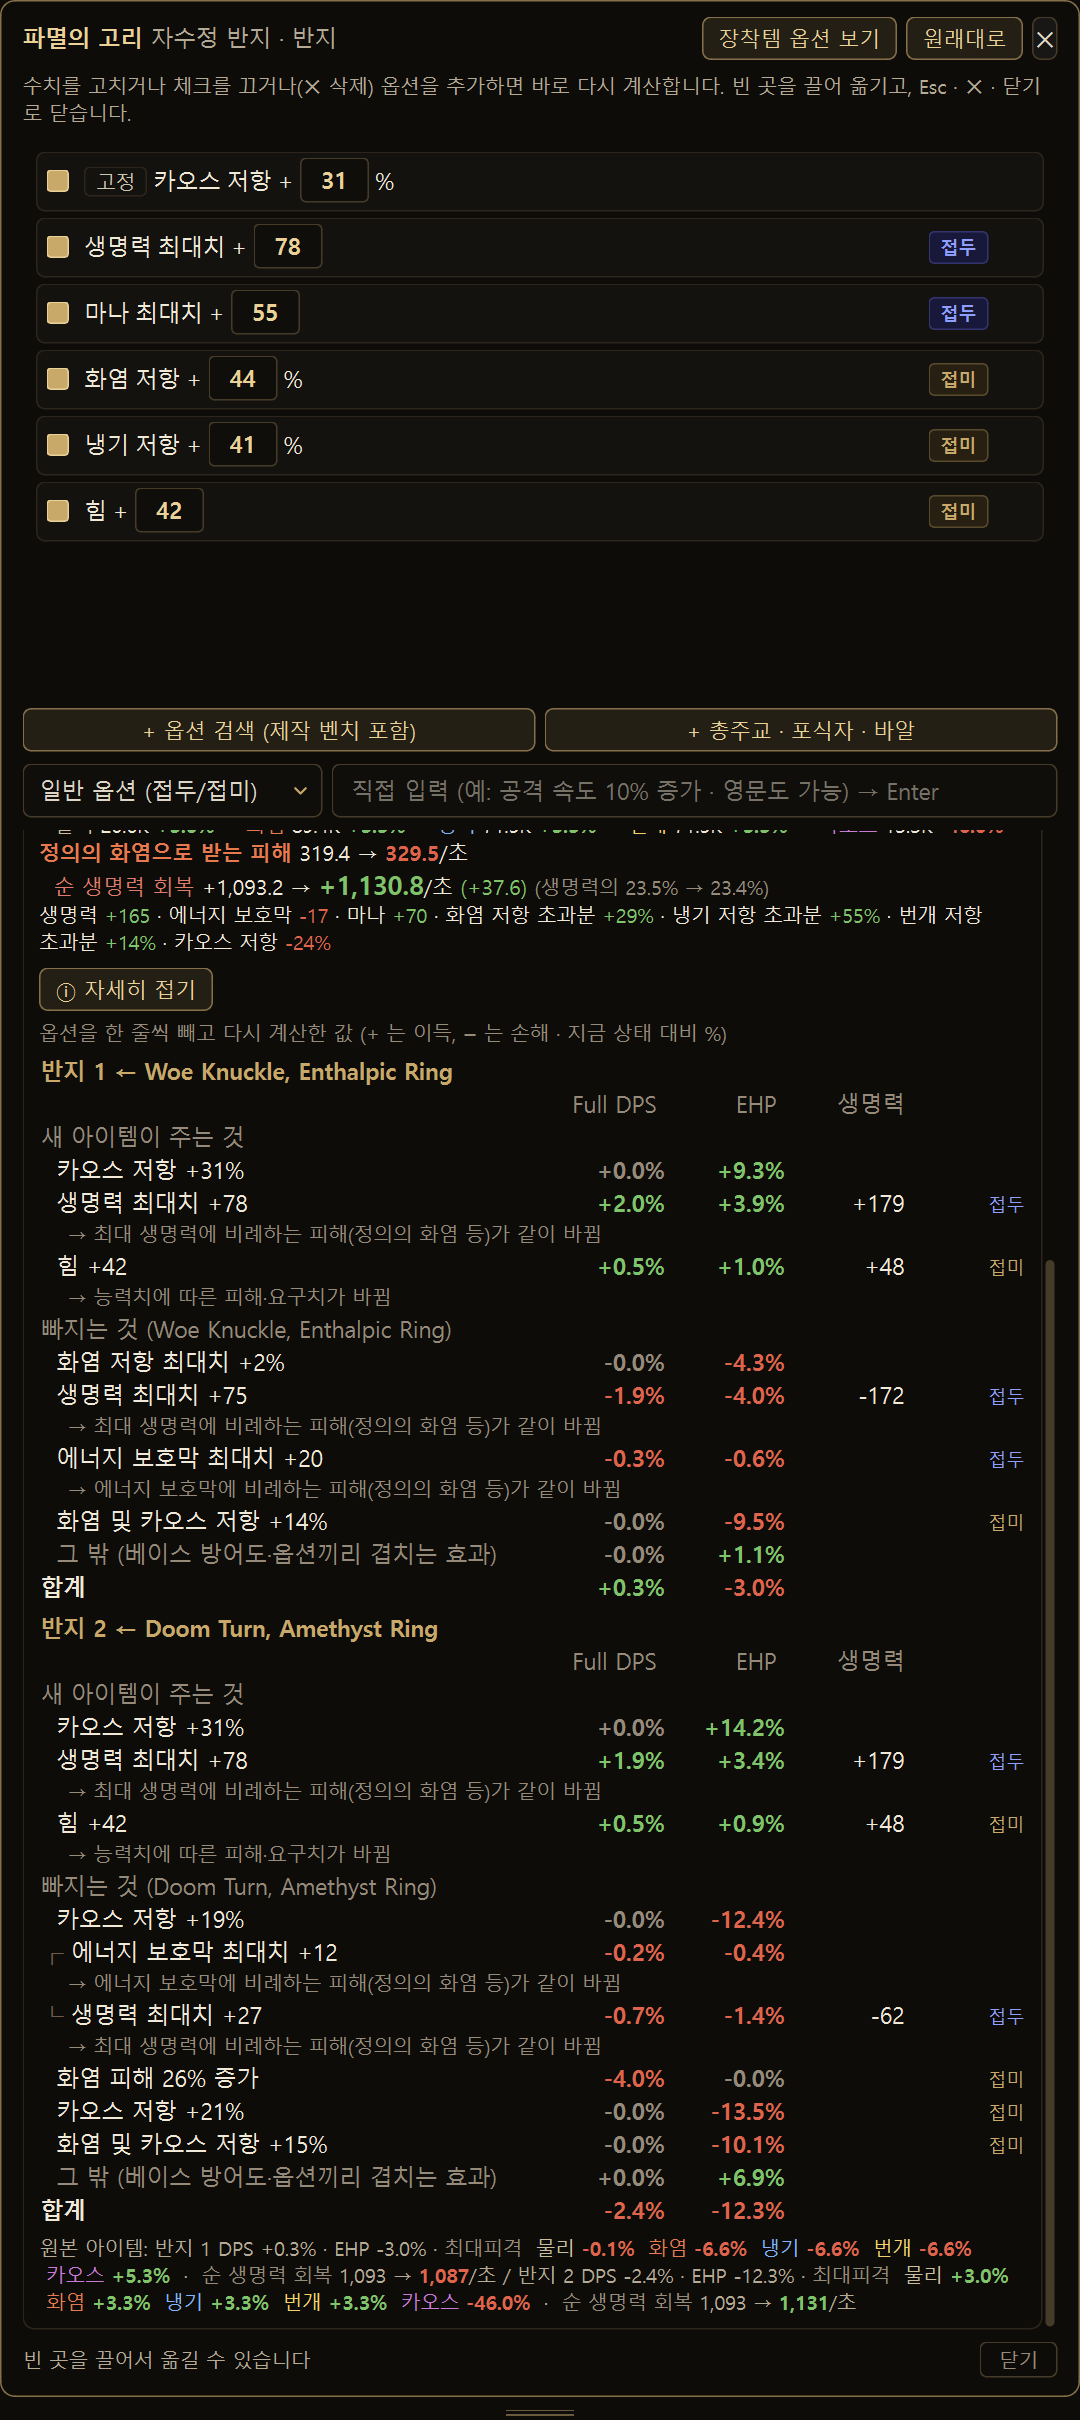 파멸의 고리 자수정 반지 · 반지
장착템 옵션 보기
원래대로
×
수치를 고치거나 체크를 끄거나(✕ 삭제) 옵션을 추가하면 바로 다시 계산합니다. 빈 곳을 끌어 옮기고, Esc · ✕ · 닫기
로 닫습니다.
고정 카오스 저항 + 31 %
생명력 최대치 + 78 접두
마나 최대치 + 55 접두
화염 저항 + 44 % 접미
냉기 저항 + 41 % 접미
힘 + 42 접미
+ 옵션 검색 (제작 벤치 포함)
+ 총주교 · 포식자 · 바알
일반 옵션 (접두/접미)
직접 입력 (예: 공격 속도 10% 증가 · 영문도 가능) → Enter
정의의 화염으로 받는 피해 319.4 → 329.5/초
순 생명력 회복 +1,093.2 → +1,130.8/초 (+37.6) (생명력의 23.5% → 23.4%)
생명력 +165 · 에너지 보호막 -17 · 마나 +70 · 화염 저항 초과분 +29% · 냉기 저항 초과분 +55% · 번개 저항
초과분 +14% · 카오스 저항 -24%
ⓘ 자세히 접기
옵션을 한 줄씩 빼고 다시 계산한 값 (+ 는 이득, − 는 손해 · 지금 상태 대비 %)
반지 1 ← Woe Knuckle, Enthalpic Ring
Full DPS EHP 생명력
새 아이템이 주는 것
카오스 저항 +31% +0.0% +9.3%
생명력 최대치 +78 +2.0% +3.9% +179 접두
→ 최대 생명력에 비례하는 피해(정의의 화염 등)가 같이 바뀜
힘 +42 +0.5% +1.0% +48 접미
→ 능력치에 따른 피해·요구치가 바뀜
빠지는 것 (Woe Knuckle, Enthalpic Ring)
화염 저항 최대치 +2% -0.0% -4.3%
생명력 최대치 +75 -1.9% -4.0% -172 접두
→ 최대 생명력에 비례하는 피해(정의의 화염 등)가 같이 바뀜
에너지 보호막 최대치 +20 -0.3% -0.6% 접두
→ 에너지 보호막에 비례하는 피해(정의의 화염 등)가 같이 바뀜
화염 및 카오스 저항 +14% -0.0% -9.5% 접미
그 밖 (베이스 방어도·옵션끼리 겹치는 효과) -0.0% +1.1%
합계 +0.3% -3.0%
반지 2 ← Doom Turn, Amethyst Ring
Full DPS EHP 생명력
새 아이템이 주는 것
카오스 저항 +31% +0.0% +14.2%
생명력 최대치 +78 +1.9% +3.4% +179 접두
→ 최대 생명력에 비례하는 피해(정의의 화염 등)가 같이 바뀜
힘 +42 +0.5% +0.9% +48 접미
→ 능력치에 따른 피해·요구치가 바뀜
빠지는 것 (Doom Turn, Amethyst Ring)
카오스 저항 +19% -0.0% -12.4%
┌ 에너지 보호막 최대치 +12 -0.2% -0.4%
→ 에너지 보호막에 비례하는 피해(정의의 화염 등)가 같이 바뀜
└ 생명력 최대치 +27 -0.7% -1.4% -62 접두
→ 최대 생명력에 비례하는 피해(정의의 화염 등)가 같이 바뀜
화염 피해 26% 증가 -4.0% -0.0% 접미
카오스 저항 +21% -0.0% -13.5% 접미
화염 및 카오스 저항 +15% -0.0% -10.1% 접미
그 밖 (베이스 방어도·옵션끼리 겹치는 효과) +0.0% +6.9%
합계 -2.4% -12.3%
원본 아이템: 반지 1 DPS +0.3% · EHP -3.0% · 최대피격 물리 -0.1% 화염 -6.6% 냉기 -6.6% 번개 -6.6%
카오스 +5.3% · 순 생명력 회복 1,093 → 1,087/초 / 반지 2 DPS -2.4% · EHP -12.3% · 최대피격 물리 +3.0%
화염 +3.3% 냉기 +3.3% 번개 +3.3% 카오스 -46.0% · 순 생명력 회복 1,093 → 1,131/초
빈 곳을 끌어서 옮길 수 있습니다
닫기